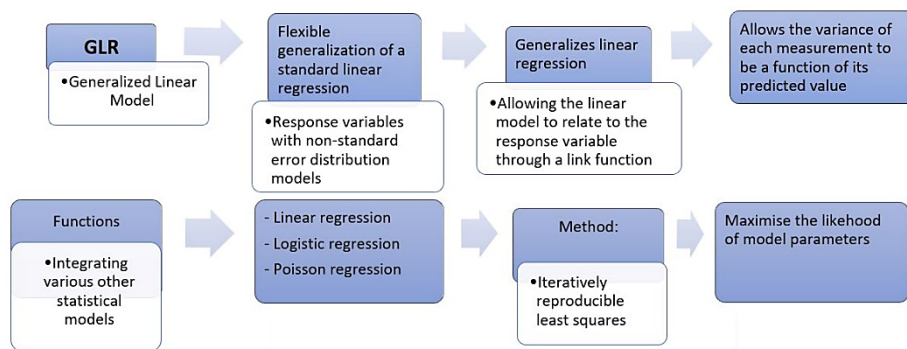 GLR
•Generalized Linear
Model
Flexible
generalization of a
standard linear
regression
•Response variables
with non-standard
error distribution
models
Generalizes linear
regression
•Allowing the linear
model to relate to the
response variable
through a link function
Allows the variance of
each measurement to
be a function of its
predicted value
Functions
•Integrating
various other
statistical
models
- Linear regression
- Logistic regression
- Poisson regression
Method:
•Iteratively
reproducible
least squares
Maximise the likehood
of model parameters